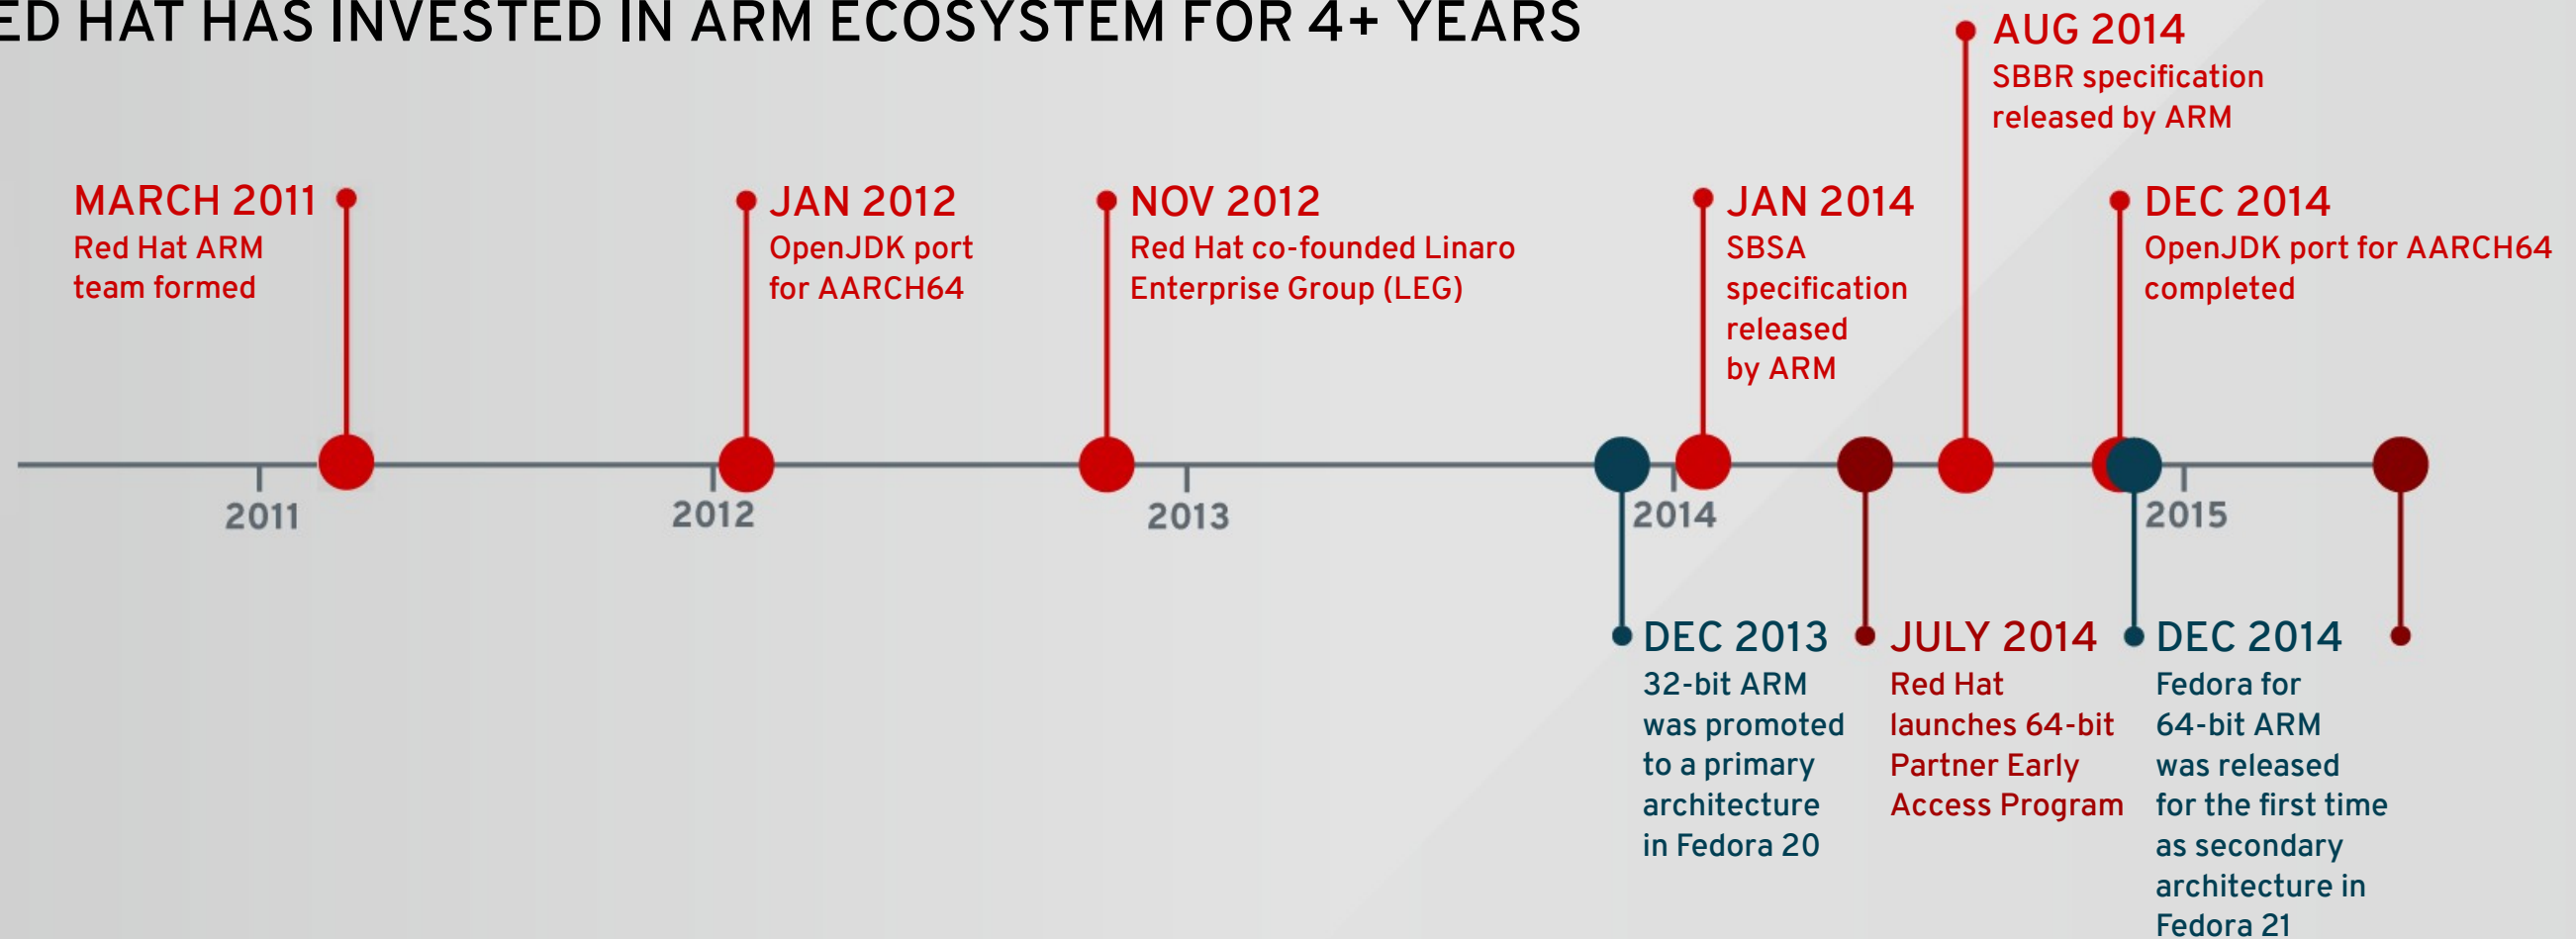 ED HAT HAS INVESTED IN ARM ECOSYSTEM FOR 4+ YEARS
AUG 2014
SBBR specification
released by ARM
MARCH 2011
Red Hat ARM
team formed
JAN 2012
OpenJDK port
for AARCH64
NOV 2012
Red Hat co-founded Linaro
Enterprise Group (LEG)
JAN 2014
SBSA
specification
released
by ARM
DEC 2014
OpenJDK port for AARCH64
completed
2011
2012
2013
2014
2015
DEC 2013
32-bit ARM
was promoted
to a primary
architecture
in Fedora 20
JULY 2014
Red Hat
launches 64-bit
Partner Early
Access Program
DEC 2014
Fedora for
64-bit ARM
was released
for the first time
as secondary
architecture in
Fedora 21